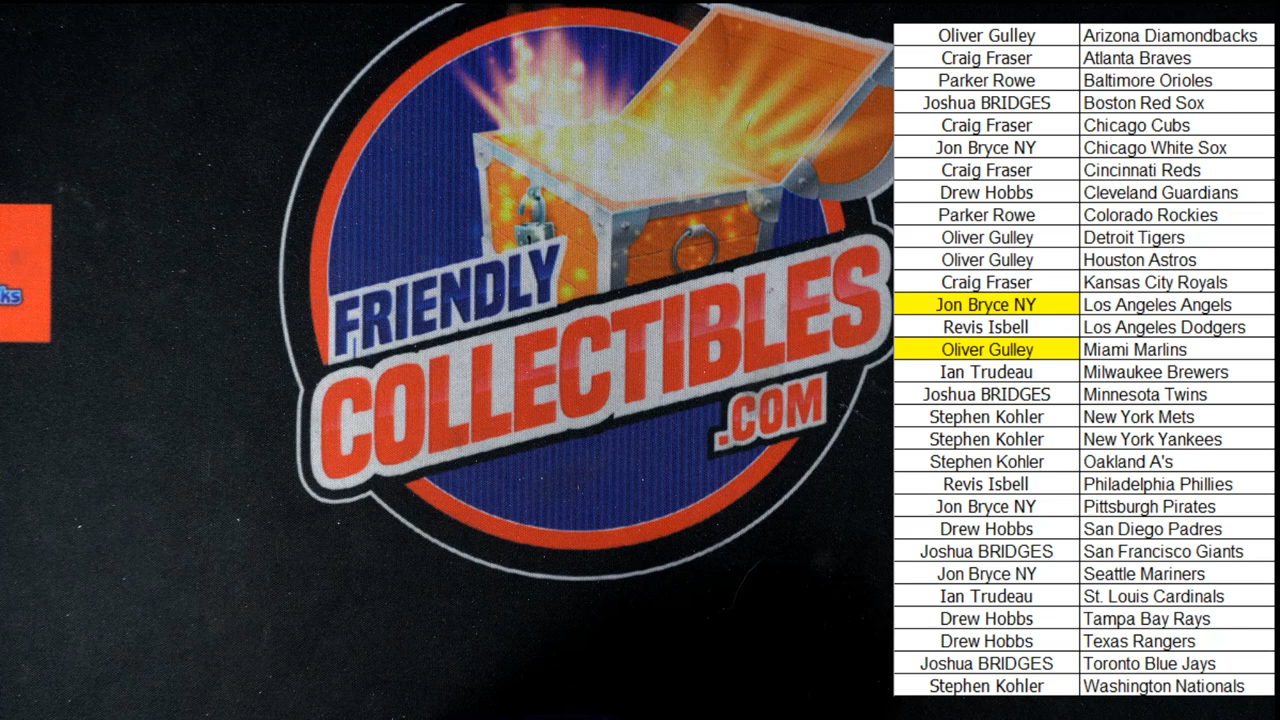 ks
FRIENDLY
COLLECTIBLES
.COM
Oliver Gulley Arizona Diamondbacks
Craig Fraser Atlanta Braves
Parker Rowe Baltimore Orioles
Joshua BRIDGES Boston Red Sox
Craig Fraser Chicago Cubs
Jon Bryce NY Chicago White Sox
Craig Fraser Cincinnati Reds
Drew Hobbs Cleveland Guardians
Parker Rowe Colorado Rockies
Oliver Gulley Detroit Tigers
Oliver Gulley Houston Astros
Craig Fraser Kansas City Royals
Jon Bryce NY Los Angeles Angels
Revis Isbell Los Angeles Dodgers
Oliver Gulley Miami Marlins
Ian Trudeau Milwaukee Brewers
Joshua BRIDGES Minnesota Twins
Stephen Kohler New York Mets
Stephen Kohler New York Yankees
Stephen Kohler Oakland A's
Revis Isbell Philadelphia Phillies
Jon Bryce NY Pittsburgh Pirates
Drew Hobbs San Diego Padres
Joshua BRIDGES San Francisco Giants
Jon Bryce NY Seattle Mariners
Ian Trudeau St. Louis Cardinals
Drew Hobbs Tampa Bay Rays
Drew Hobbs Texas Rangers
Joshua BRIDGES Toronto Blue Jays
Stephen Kohler Washington Nationals